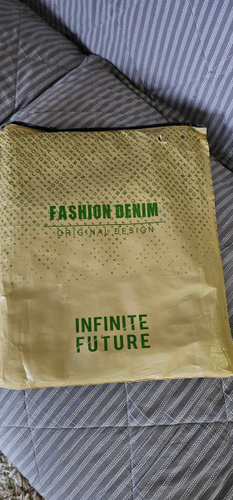 FASHION DENIM
ORIGINAL DESIGN
INFINITE
FUTURE